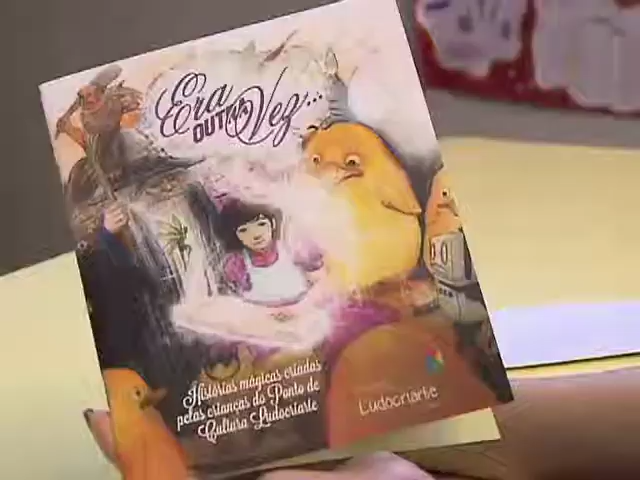 Era
OUTRA Vez...
Histórias mágicas criadas
pelas crianças do Ponto de
Cultura Ludocriarte
Ludocriarte